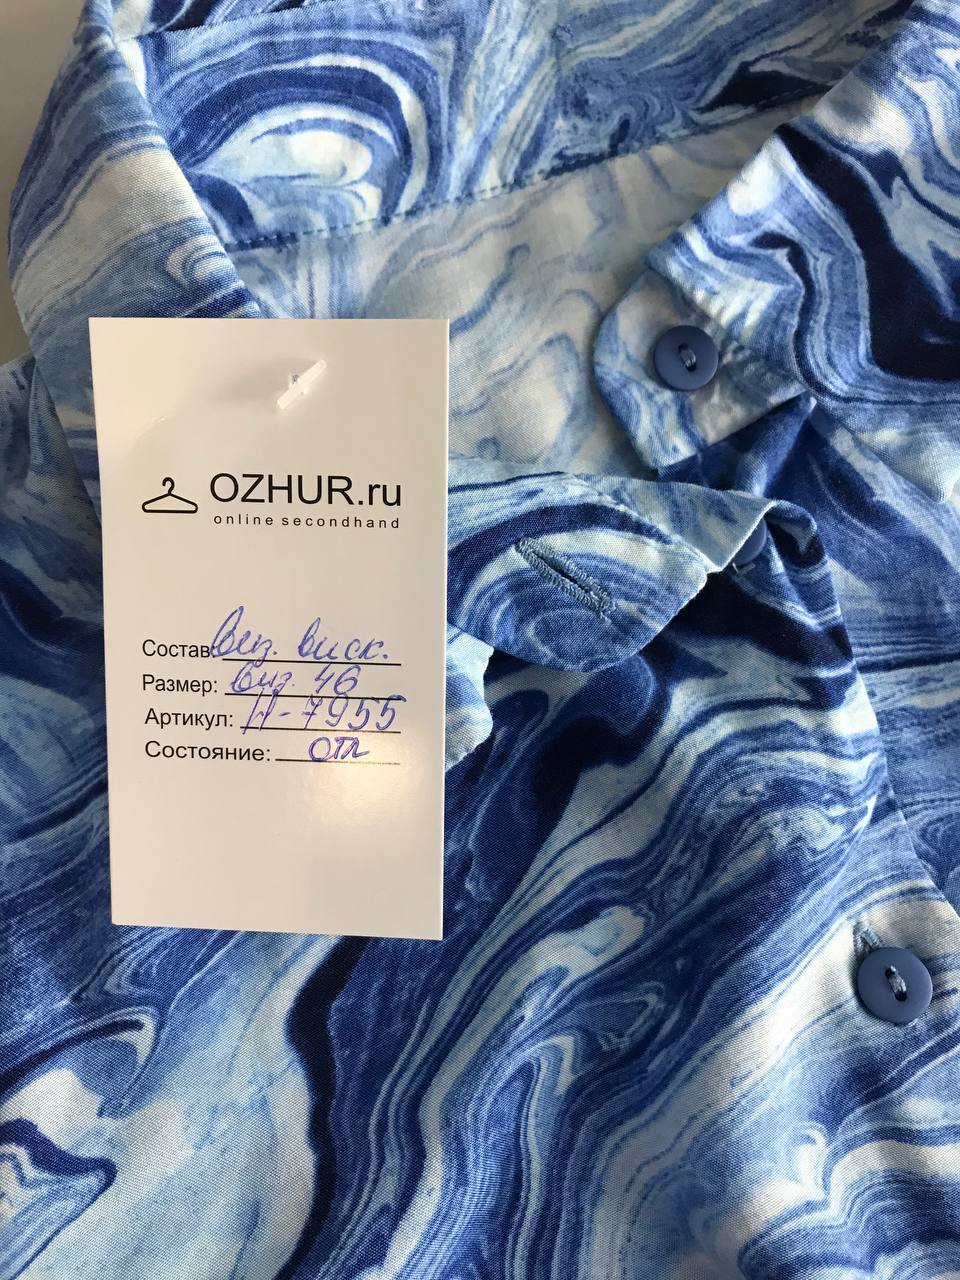 OZHUR.ru
online secondhand
Состав: виз. виск.
Размер: виз. 46
Артикул: Н-7955
Состояние: отл